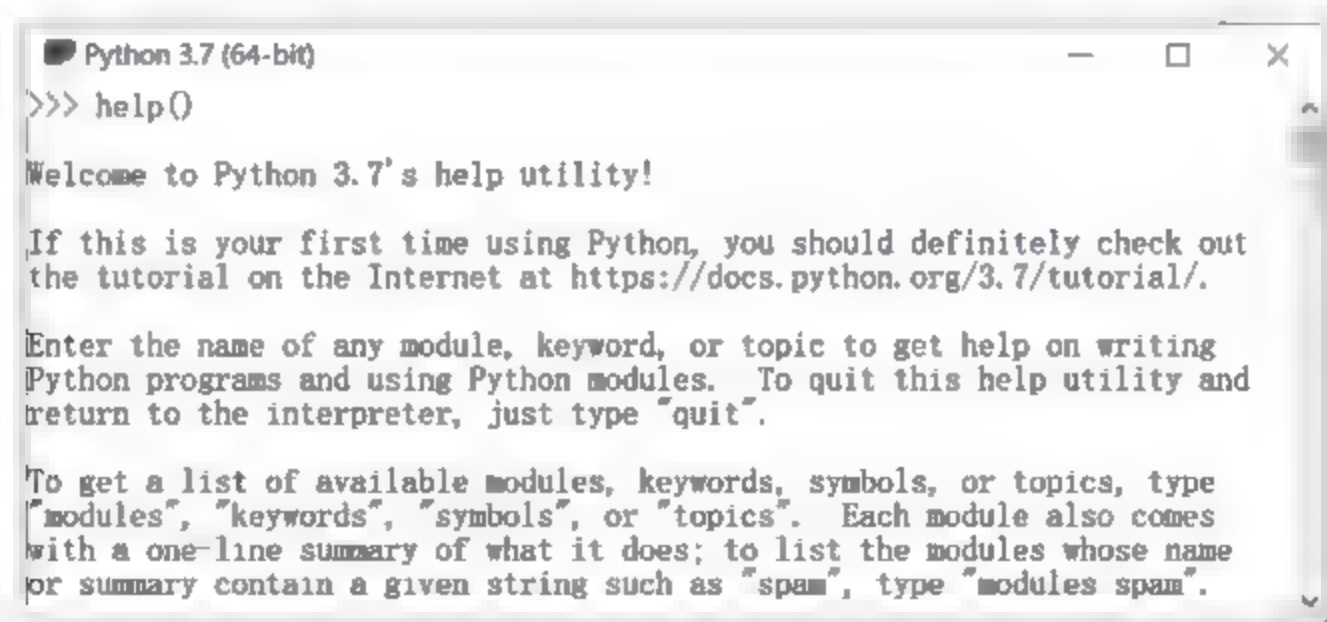 Python 3.7 (64-bit)
>>> help()
Welcome to Python 3.7's help utility!
If this is your first time using Python, you should definitely check out
the tutorial on the Internet at https://docs.python.org/3.7/tutorial/.
Enter the name of any module, keyword, or topic to get help on writing
Python programs and using Python modules.  To quit this help utility and
return to the interpreter, just type "quit".
To get a list of available modules, keywords, symbols, or topics, type
"modules", "keywords", "symbols", or "topics".  Each module also comes
with a one-line summary of what it does; to list the modules whose name
or summary contain a given string such as "spam", type "modules spam".